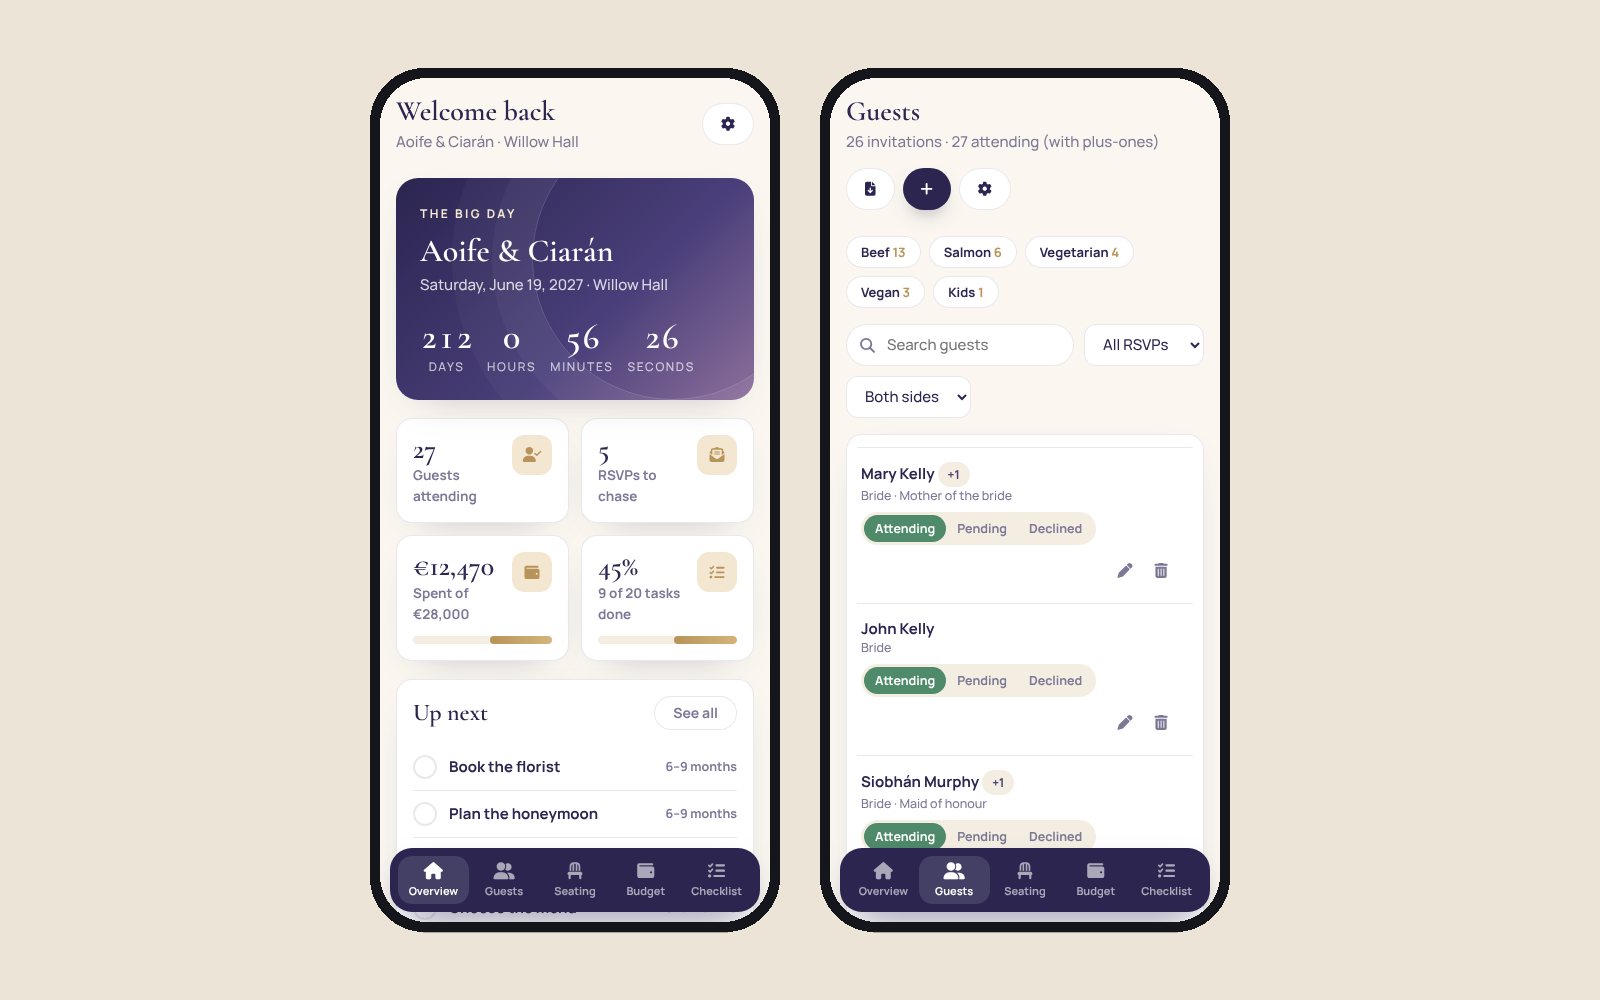 Welcome back
Aoife & Ciarán · Willow Hall
THE BIG DAY
Aoife & Ciarán
Saturday, June 19, 2027 · Willow Hall
212 0 56 26
DAYS HOURS MINUTES SECONDS
27
Guests
attending
5
RSVPs to
chase
€12,470
Spent of
€28,000
45%
9 of 20 tasks
done
Up next
See all
Book the florist 6–9 months
Plan the honeymoon 6–9 months
Overview Guests Seating Budget Checklist
Guests
26 invitations · 27 attending (with plus-ones)
Beef 13 Salmon 6 Vegetarian 4
Vegan 3 Kids 1
Search guests All RSVPs
Both sides
Mary Kelly +1
Bride · Mother of the bride
Attending Pending Declined
John Kelly
Bride
Attending Pending Declined
Siobhán Murphy +1
Bride · Maid of honour
Attending Pending Declined
Overview Guests Seating Budget Checklist